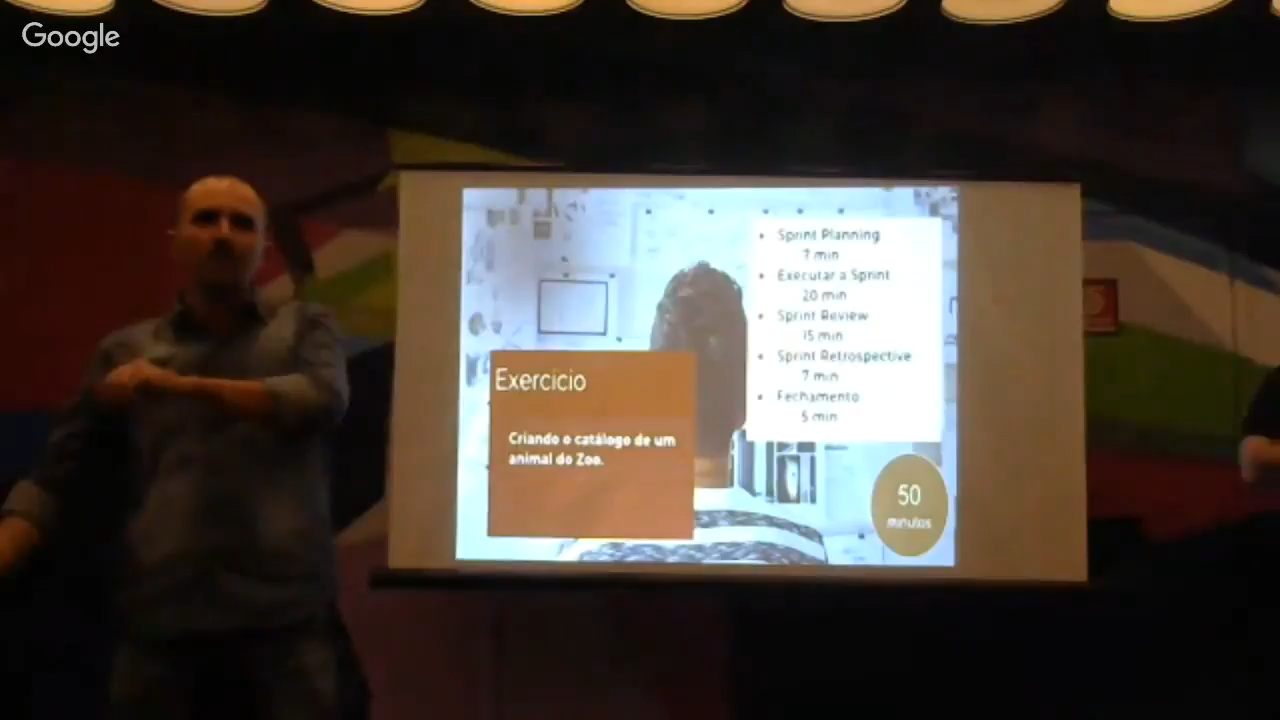 Google
• Sprint Planning
7 min
• Executar a Sprint
20 min
• Sprint Review
15 min
• Sprint Retrospective
7 min
• Fechamento
5 min
Exercício
Criando o catálogo de um
animal do Zoo.
50
minutos